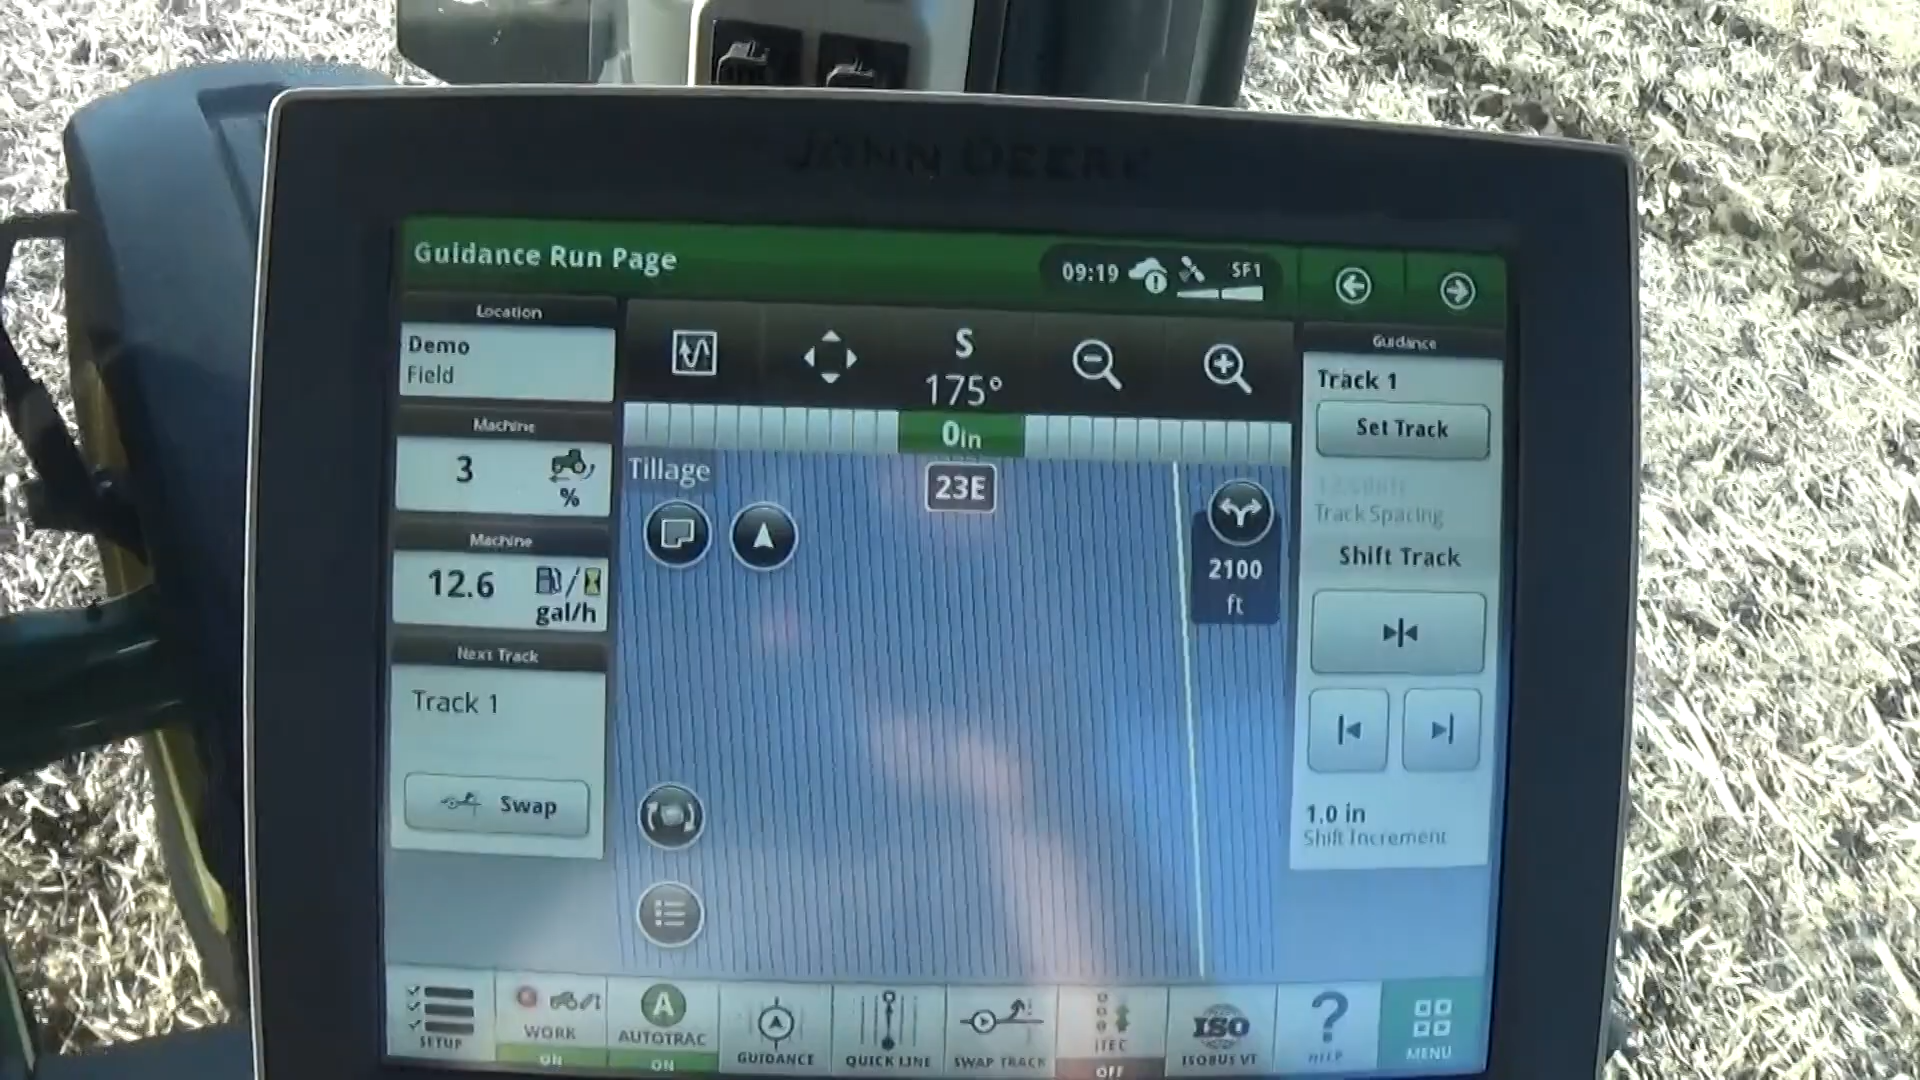 JOHN DEERE
Guidance Run Page
09:19
SF1
Location
Demo
Field
Machine
3
%
Machine
12.6
gal/h
Next Track
Track 1
Swap
S
175°
0in
Tillage
23E
2100
ft
Guidance
Track 1
Set Track
Track Spacing
Shift Track
1.0 in
Shift Increment
SETUP
WORK
ON
A
AUTOTRAC
ON
GUIDANCE
QUICK LINE
SWAP TRACK
ITEC
OFF
ISO
ISOBUS VT
?
HELP
MENU